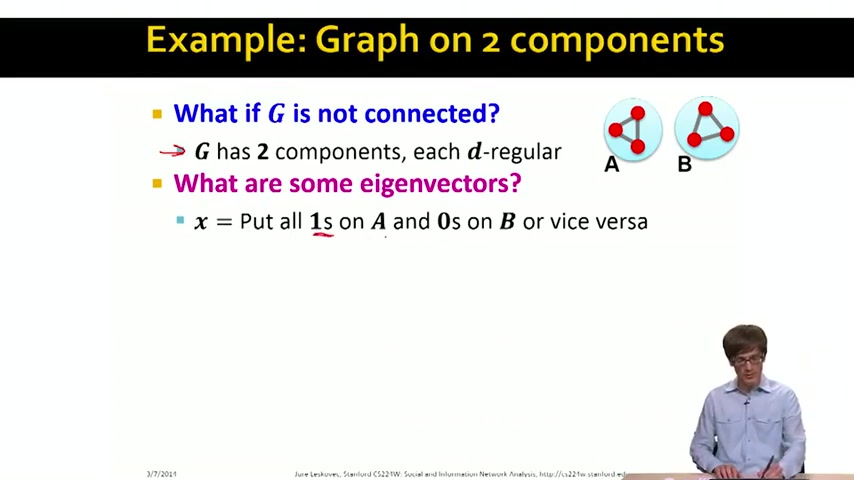 Example: Graph on 2 components
What if G is not connected?
G has 2 components, each d-regular
What are some eigenvectors?
x = Put all 1s on A and 0s on B or vice versa
A B
3/7/2014 Jure Leskovec, Stanford CS224W: Social and Information Network Analysis, http://cs224w.stanford.edu